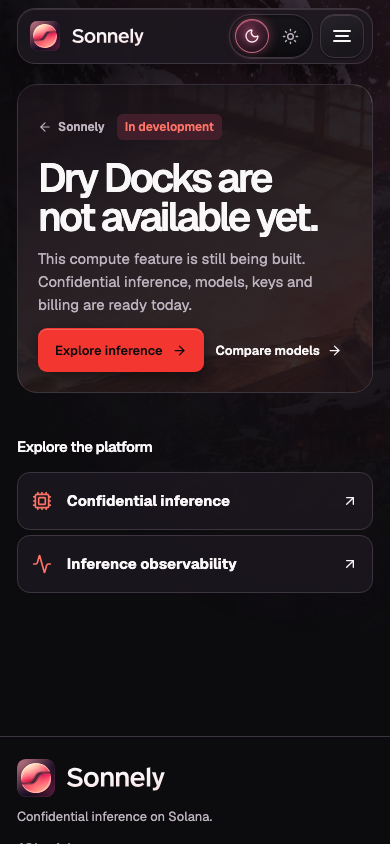 Sonnely
Sonnely
In development
Dry Docks are
not available yet.
This compute feature is still being built.
Confidential inference, models, keys and
billing are ready today.
Explore inference
Compare models
Explore the platform
Confidential inference
Inference observability
Sonnely
Confidential inference on Solana.